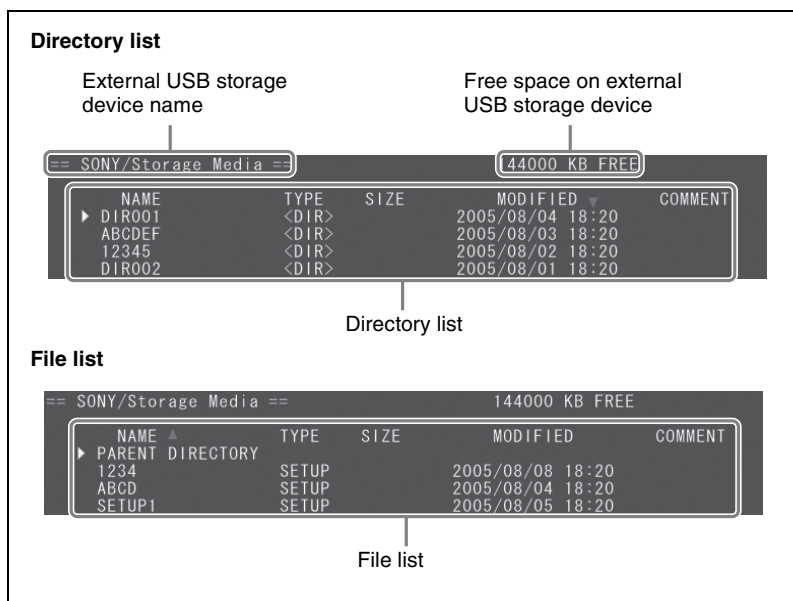 Directory list
External USB storage
device name
Free space on external
USB storage device
== SONY/Storage Media == 144000 KB FREE
NAME TYPE SIZE MODIFIED ▼ COMMENT
▶ DIR001 <DIR> 2005/08/04 18:20
ABCDEF <DIR> 2005/08/03 18:20
12345 <DIR> 2005/08/02 18:20
DIR002 <DIR> 2005/08/01 18:20
Directory list
File list
== SONY/Storage Media == 144000 KB FREE
NAME ▲ TYPE SIZE MODIFIED COMMENT
▶ PARENT DIRECTORY
1234 SETUP 2005/08/08 18:20
ABCD SETUP 2005/08/04 18:20
SETUP1 SETUP 2005/08/05 18:20
File list